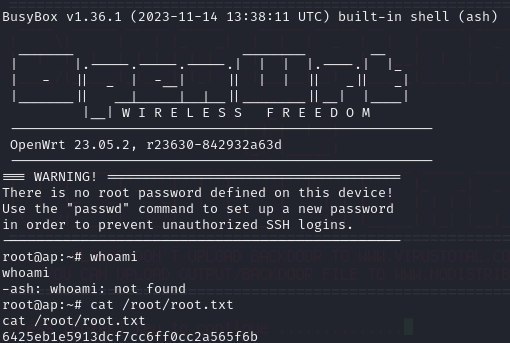 BusyBox v1.36.1 (2023-11-14 13:38:11 UTC) built-in shell (ash)
W I R E L E S S   F R E E D O M
OpenWrt 23.05.2, r23630-842932a63d
=== WARNING! =====================================
There is no root password defined on this device!
Use the "passwd" command to set up a new password
in order to prevent unauthorized SSH logins.
root@ap:~# whoami
whoami
-ash: whoami: not found
root@ap:~# cat /root/root.txt
cat /root/root.txt
6425eb1e5913dcf7cc6ff0cc2a565f6b